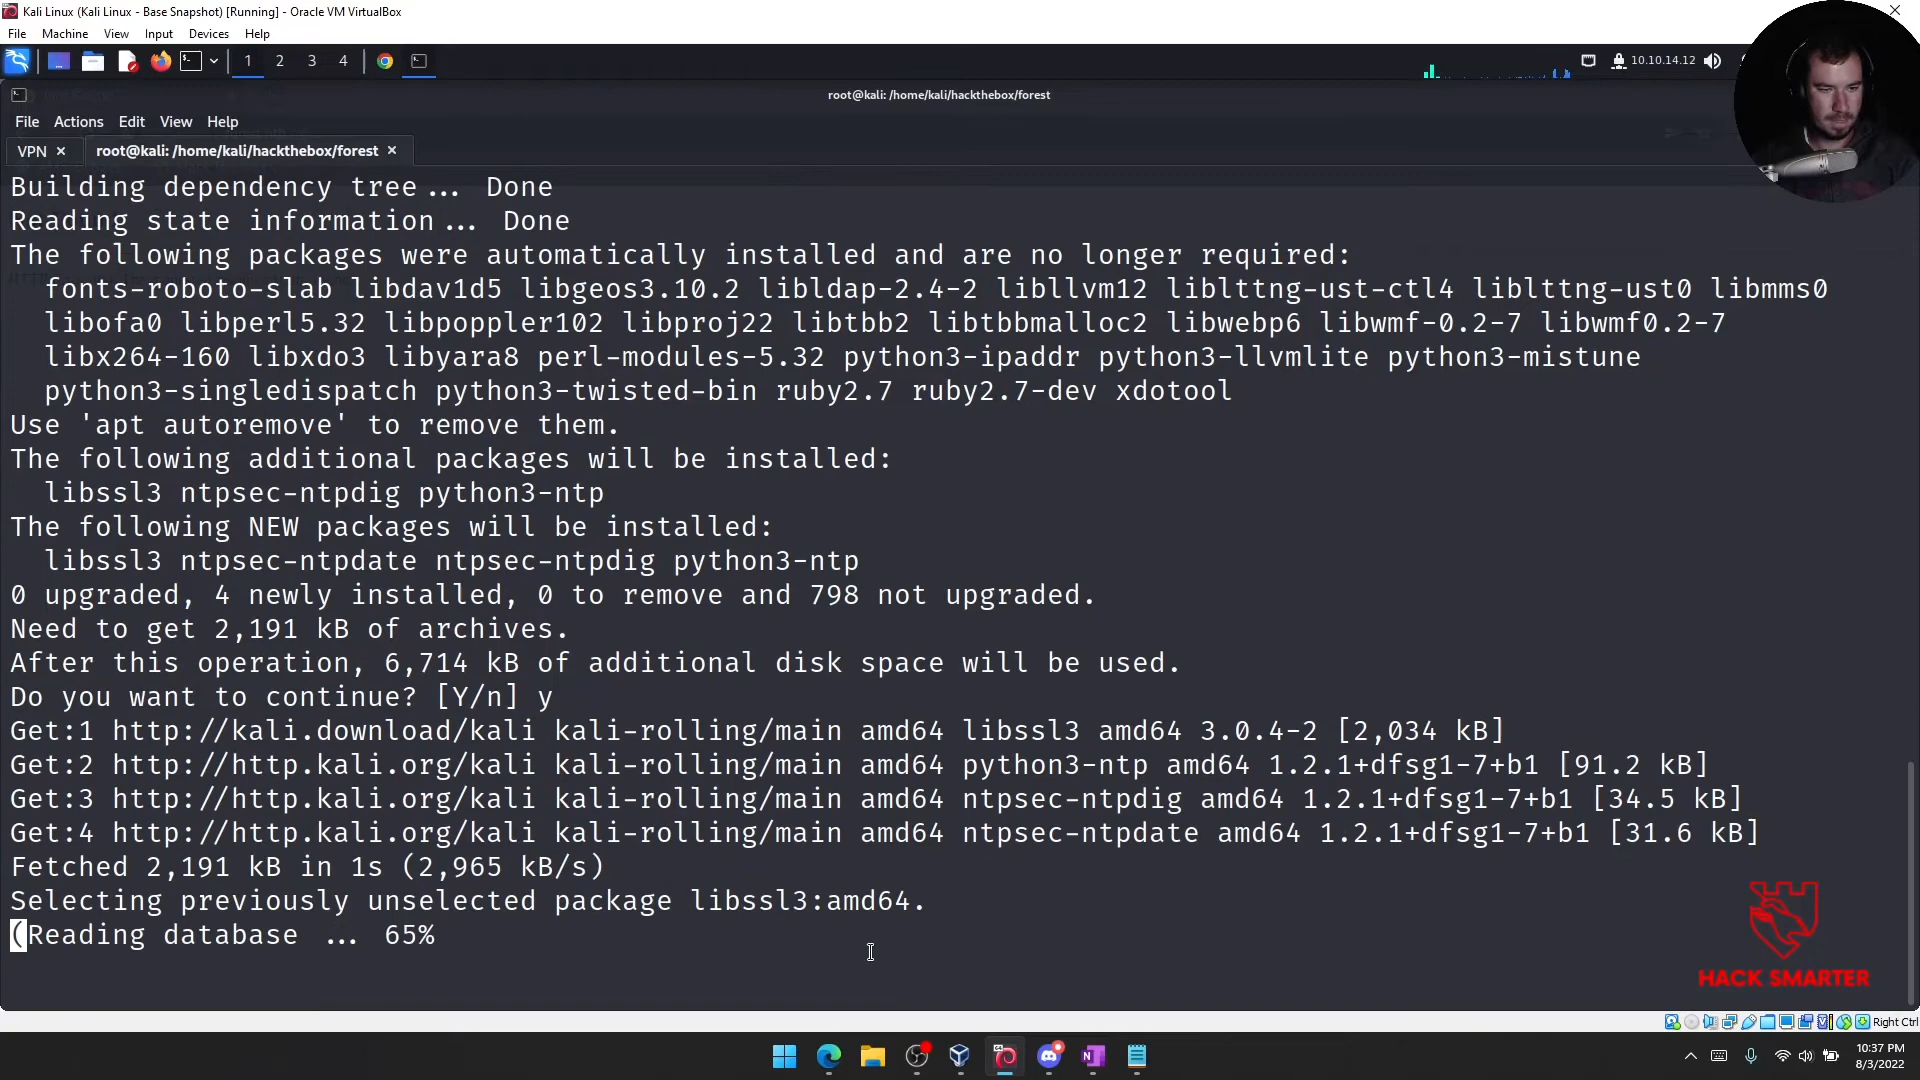 Kali Linux (Kali Linux - Base Snapshot) [Running] - Oracle VM VirtualBox
File Machine View Input Devices Help
1 2 3 4 10.10.14.12
root@kali: /home/kali/hackthebox/forest
File Actions Edit View Help
VPN × root@kali: /home/kali/hackthebox/forest ×
Building dependency tree... Done
Reading state information... Done
The following packages were automatically installed and are no longer required:
fonts-roboto-slab libdav1d5 libgeos3.10.2 libldap-2.4-2 libllvm12 liblttng-ust-ctl4 liblttng-ust0 libmms0
libofa0 libperl5.32 libpoppler102 libproj22 libtbb2 libtbbmalloc2 libwebp6 libwmf-0.2-7 libwmf0.2-7
libx264-160 libxdo3 libyara8 perl-modules-5.32 python3-ipaddr python3-llvmlite python3-mistune
python3-singledispatch python3-twisted-bin ruby2.7 ruby2.7-dev xdotool
Use 'apt autoremove' to remove them.
The following additional packages will be installed:
libssl3 ntpsec-ntpdig python3-ntp
The following NEW packages will be installed:
libssl3 ntpsec-ntpdate ntpsec-ntpdig python3-ntp
0 upgraded, 4 newly installed, 0 to remove and 798 not upgraded.
Need to get 2,191 kB of archives.
After this operation, 6,714 kB of additional disk space will be used.
Do you want to continue? [Y/n] y
Get:1 http://kali.download/kali kali-rolling/main amd64 libssl3 amd64 3.0.4-2 [2,034 kB]
Get:2 http://http.kali.org/kali kali-rolling/main amd64 python3-ntp amd64 1.2.1+dfsg1-7+b1 [91.2 kB]
Get:3 http://http.kali.org/kali kali-rolling/main amd64 ntpsec-ntpdig amd64 1.2.1+dfsg1-7+b1 [34.5 kB]
Get:4 http://http.kali.org/kali kali-rolling/main amd64 ntpsec-ntpdate amd64 1.2.1+dfsg1-7+b1 [31.6 kB]
Fetched 2,191 kB in 1s (2,965 kB/s)
Selecting previously unselected package libssl3:amd64.
(Reading database ... 65%
HACK SMARTER
Right Ctrl
10:37 PM
8/3/2022